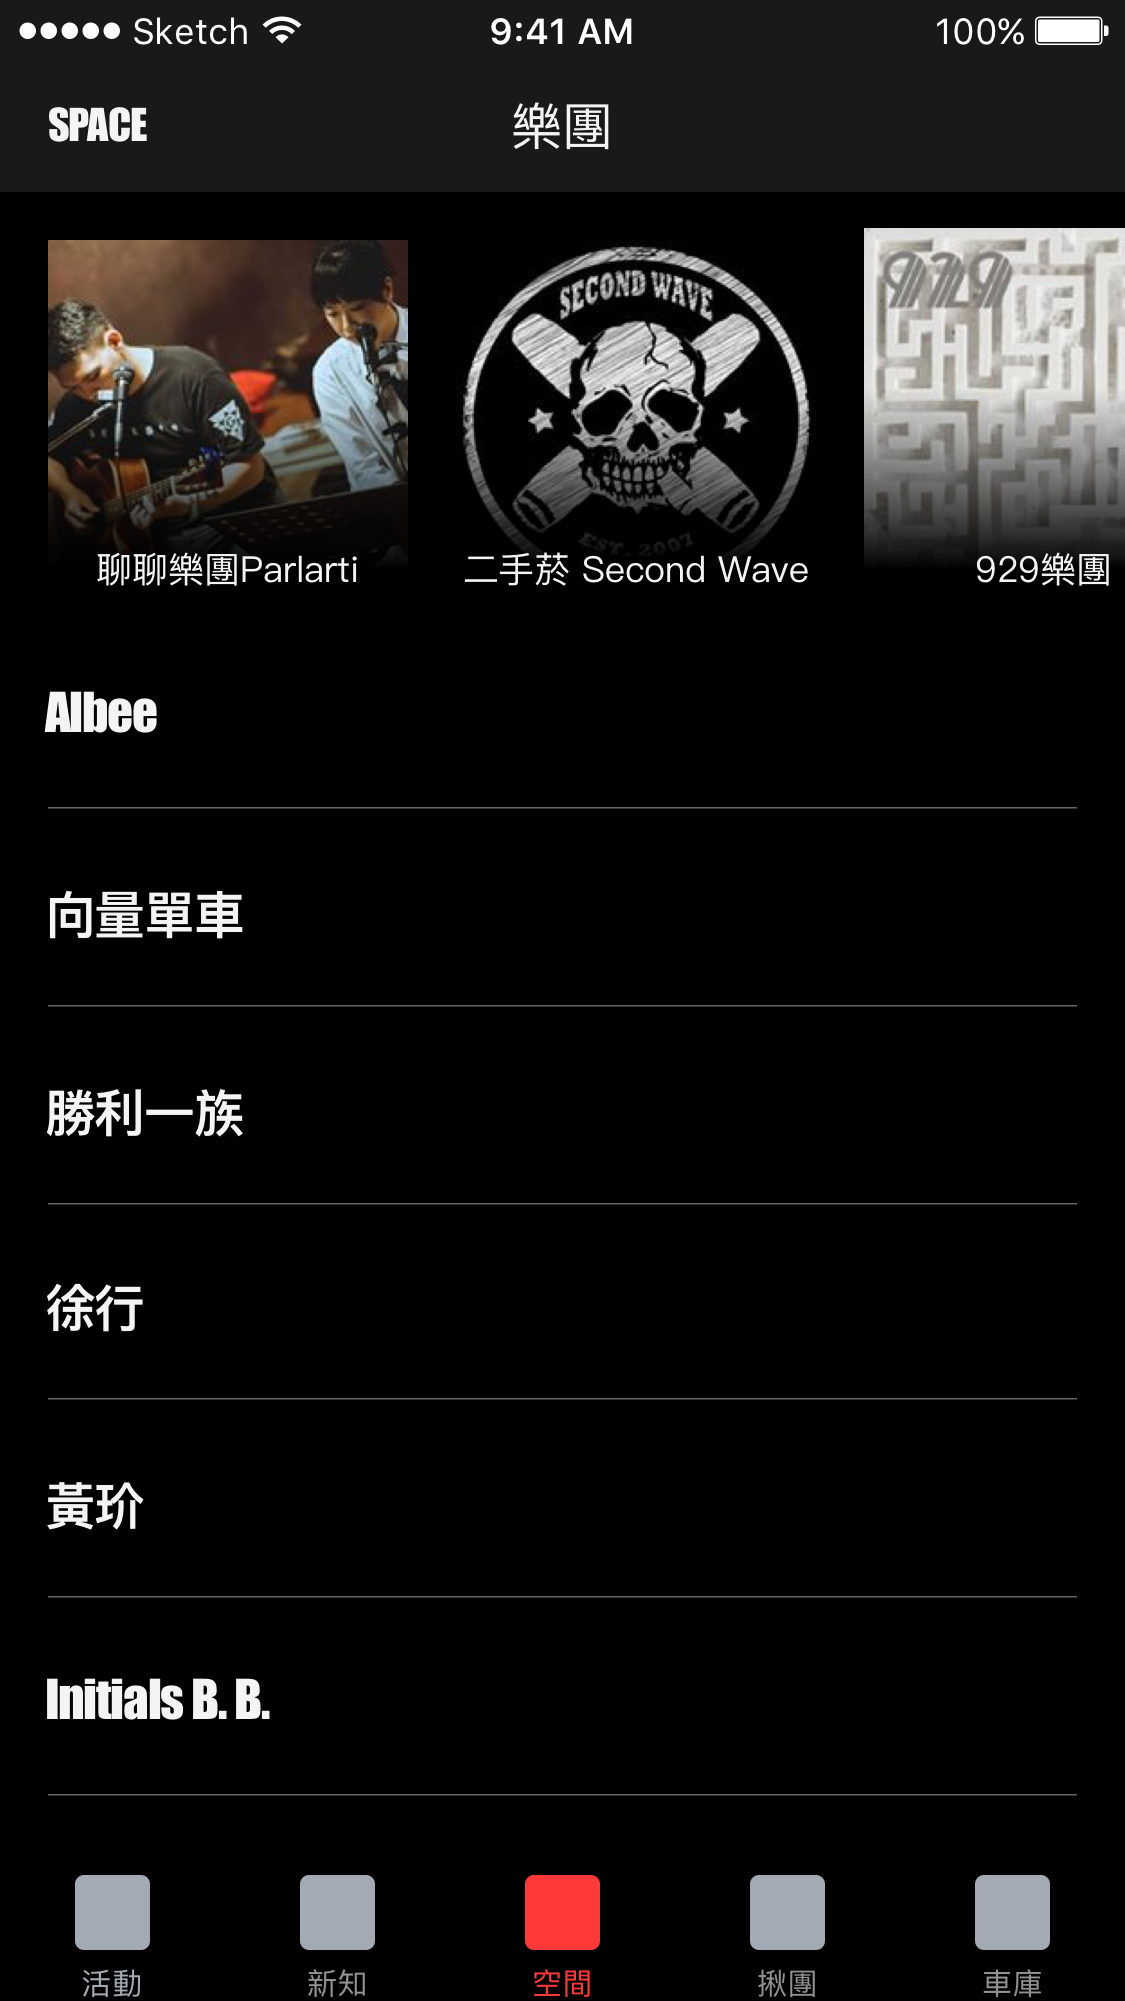 Sketch 9:41 AM 100%
SPACE 樂團
SECOND WAVE
EST. 2007
929
聊聊樂團Parlarti
二手菸 Second Wave
929樂團
Albee
向量單車
勝利一族
徐行
黃玠
Initials B. B.
活動 新知 空間 揪團 車庫